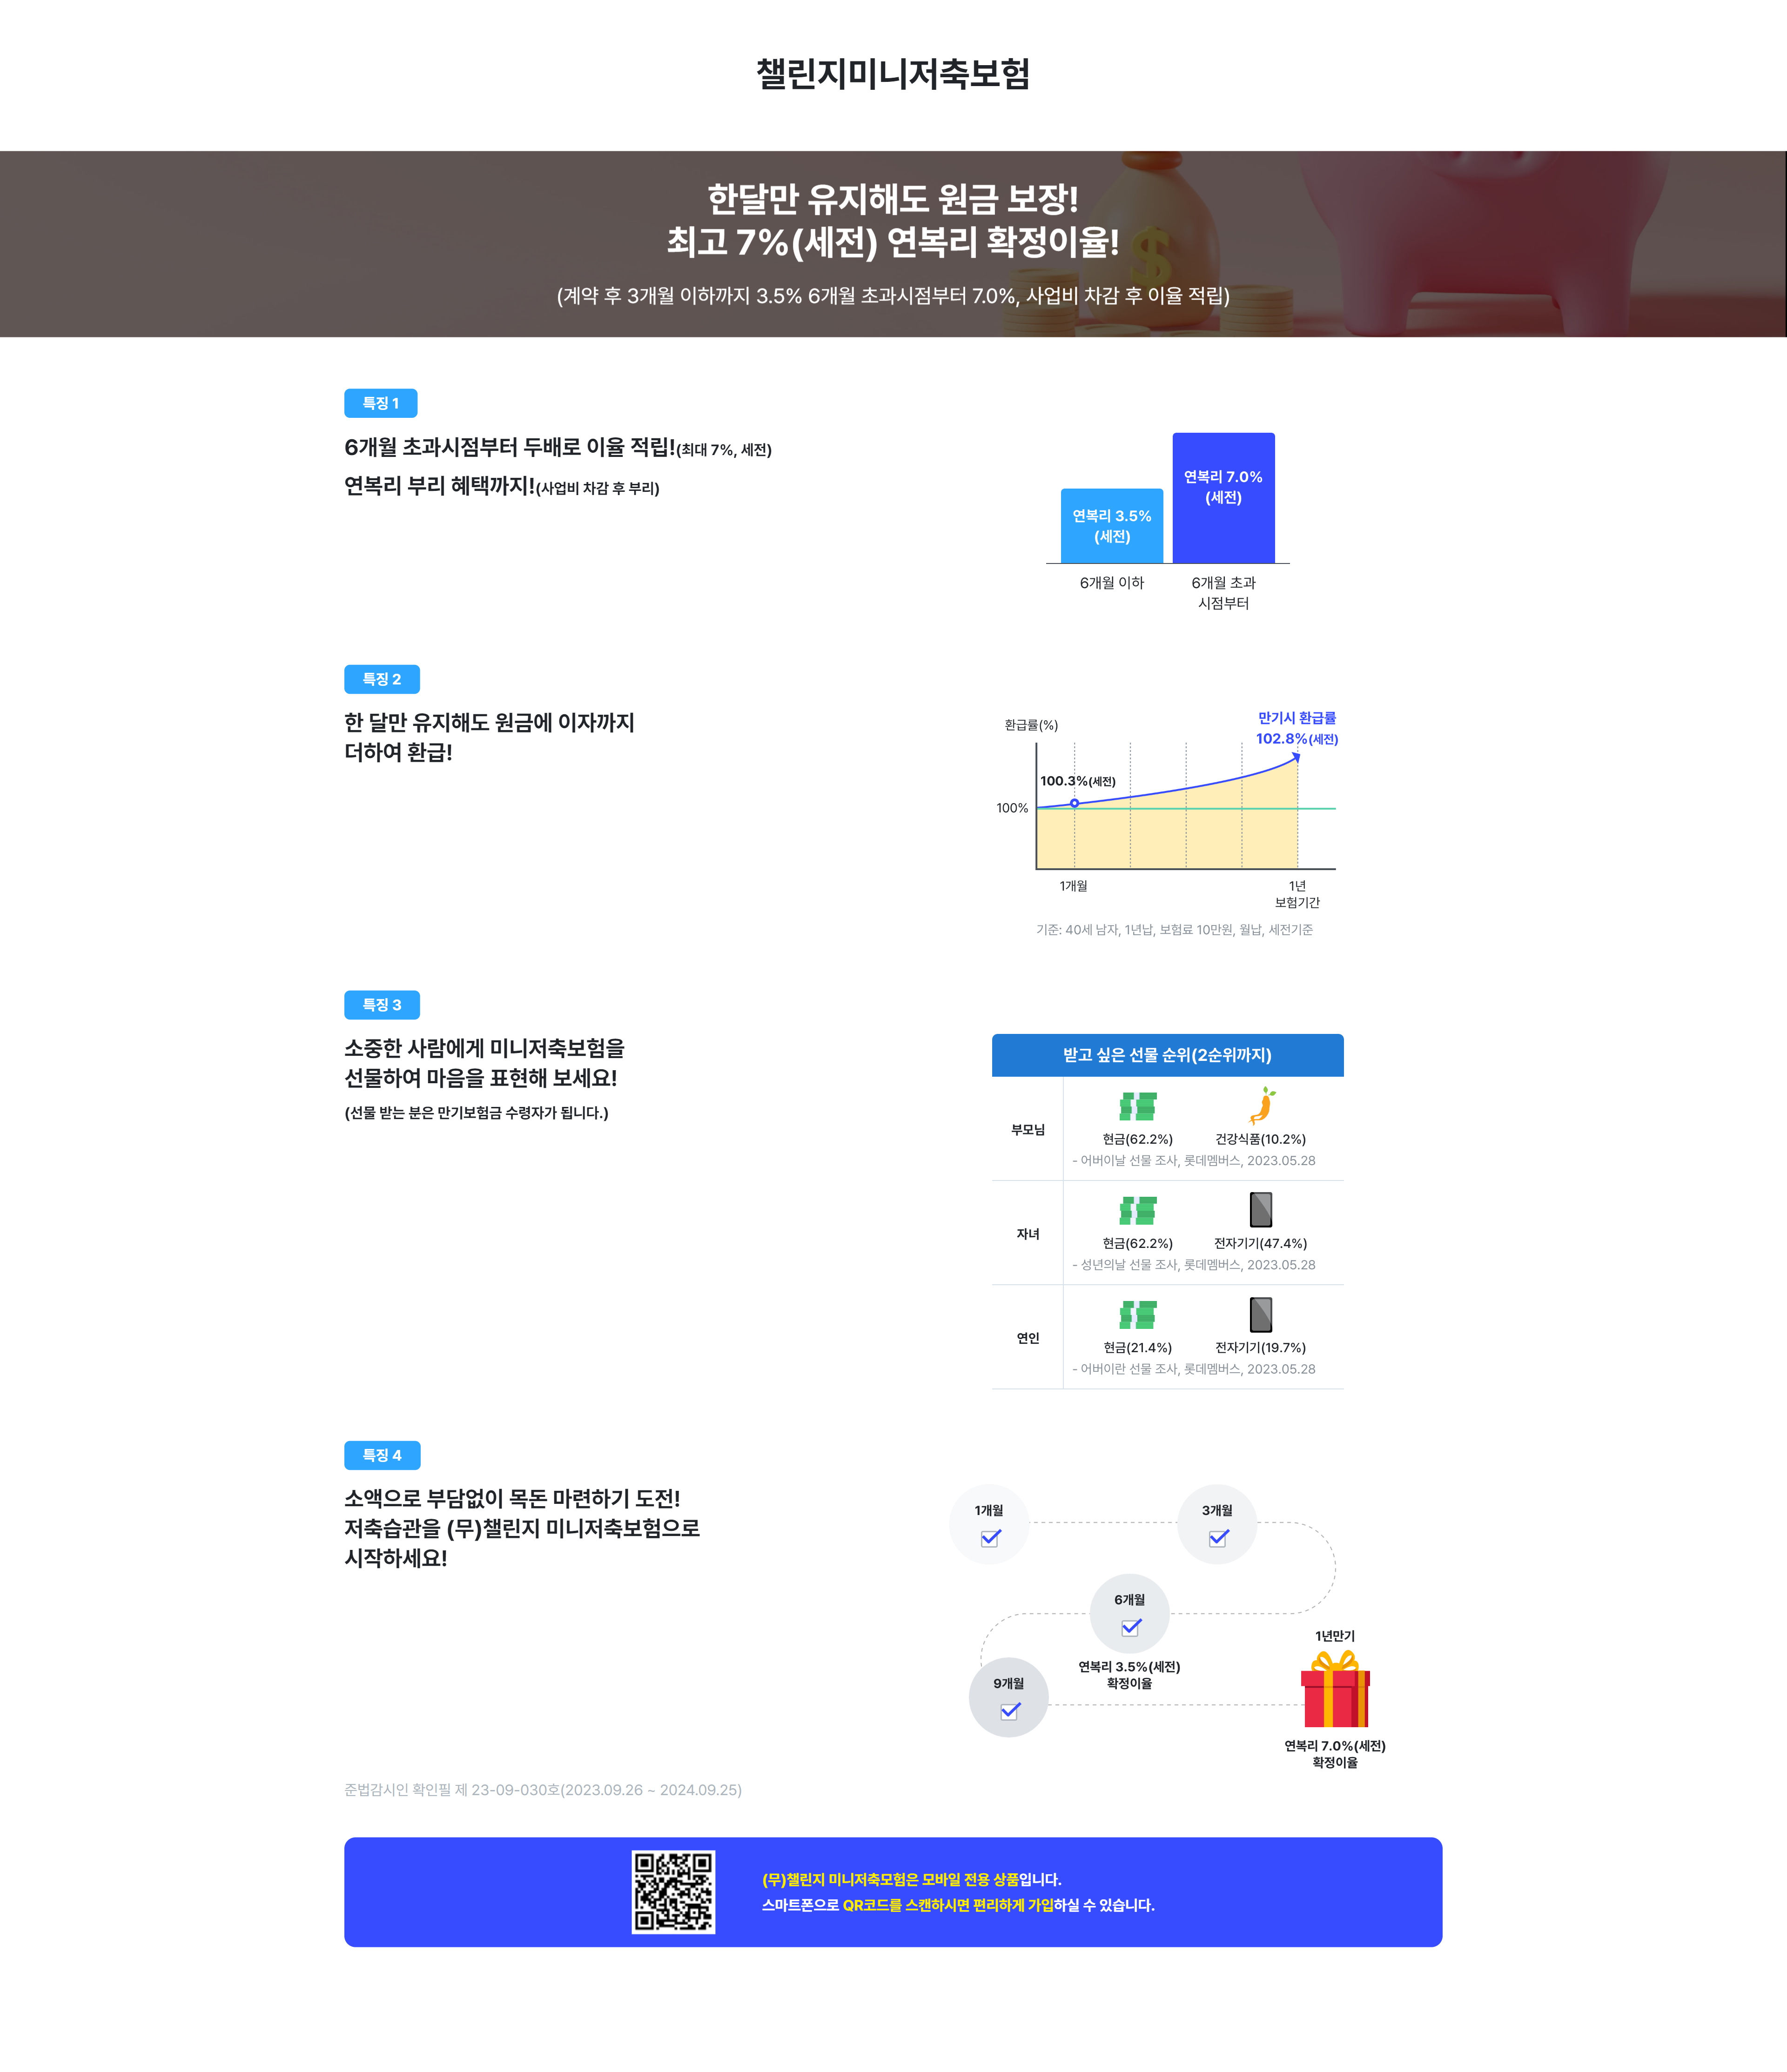 챌린지미니저축보험
한달만 유지해도 원금 보장!
최고 7%(세전) 연복리 확정이율!
(계약 후 3개월 이하까지 3.5% 6개월 초과시점부터 7.0%, 사업비 차감 후 이율 적립)
특징 1
6개월 초과시점부터 두배로 이율 적립!(최대 7%, 세전)
연복리 부리 혜택까지!(사업비 차감 후 부리)
연복리 3.5%
(세전)
연복리 7.0%
(세전)
6개월 이하
6개월 초과
시점부터
특징 2
한 달만 유지해도 원금에 이자까지
더하여 환급!
환급률(%)
만기시 환급률
102.8%(세전)
100.3%(세전)
100%
1개월
1년
보험기간
기준: 40세 남자, 1년납, 보험료 10만원, 월납, 세전기준
특징 3
소중한 사람에게 미니저축보험을
선물하여 마음을 표현해 보세요!
(선물 받는 분은 만기보험금 수령자가 됩니다.)
받고 싶은 선물 순위(2순위까지)
부모님
현금(62.2%)
건강식품(10.2%)
- 어버이날 선물 조사, 롯데멤버스, 2023.05.28
자녀
현금(62.2%)
전자기기(47.4%)
- 성년의날 선물 조사, 롯데멤버스, 2023.05.28
연인
현금(21.4%)
전자기기(19.7%)
- 어버이란 선물 조사, 롯데멤버스, 2023.05.28
특징 4
소액으로 부담없이 목돈 마련하기 도전!
저축습관을 (무)챌린지 미니저축보험으로
시작하세요!
1개월
3개월
6개월
연복리 3.5%(세전)
확정이율
9개월
1년만기
연복리 7.0%(세전)
확정이율
준법감시인 확인필 제 23-09-030호(2023.09.26 ~ 2024.09.25)
(무)챌린지 미니저축모험은 모바일 전용 상품입니다.
스마트폰으로 QR코드를 스캔하시면 편리하게 가입하실 수 있습니다.